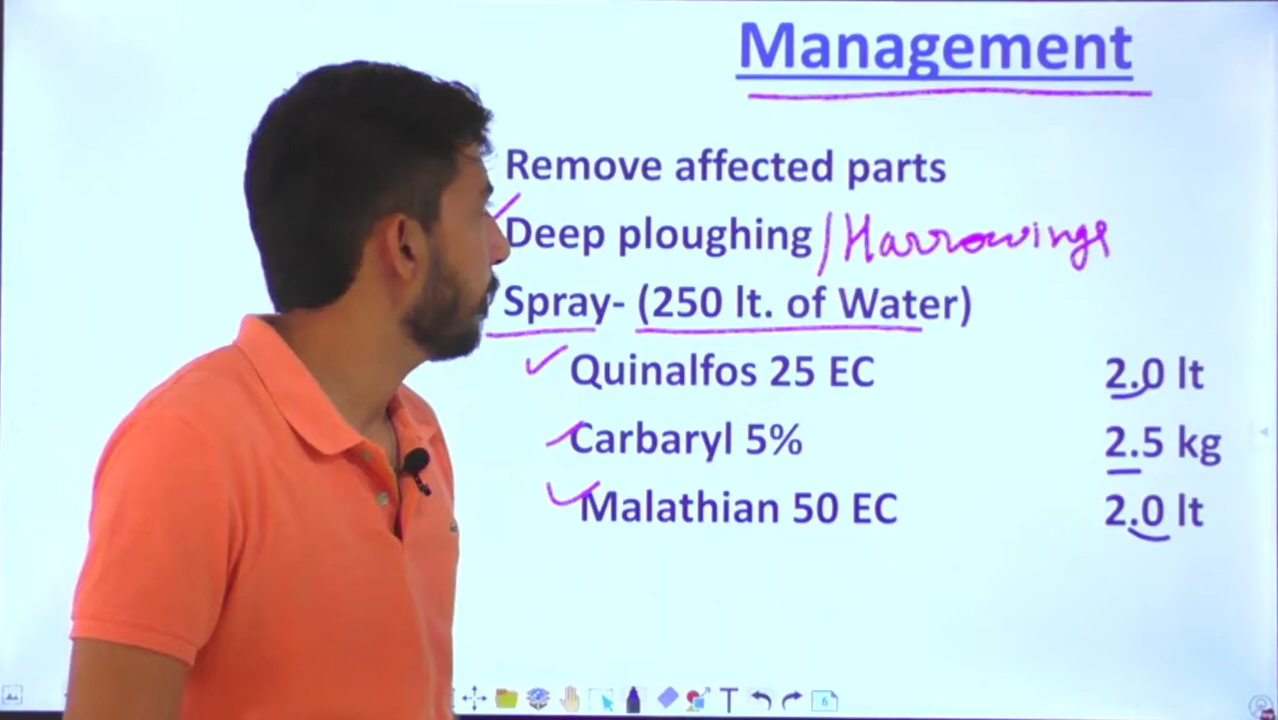 Management
Remove affected parts
Deep ploughing /Harrowings
Spray- (250 lt. of Water)
Quinalfos 25 EC 2.0 lt
Carbaryl 5% 2.5 kg
Malathian 50 EC 2.0 lt
T 6